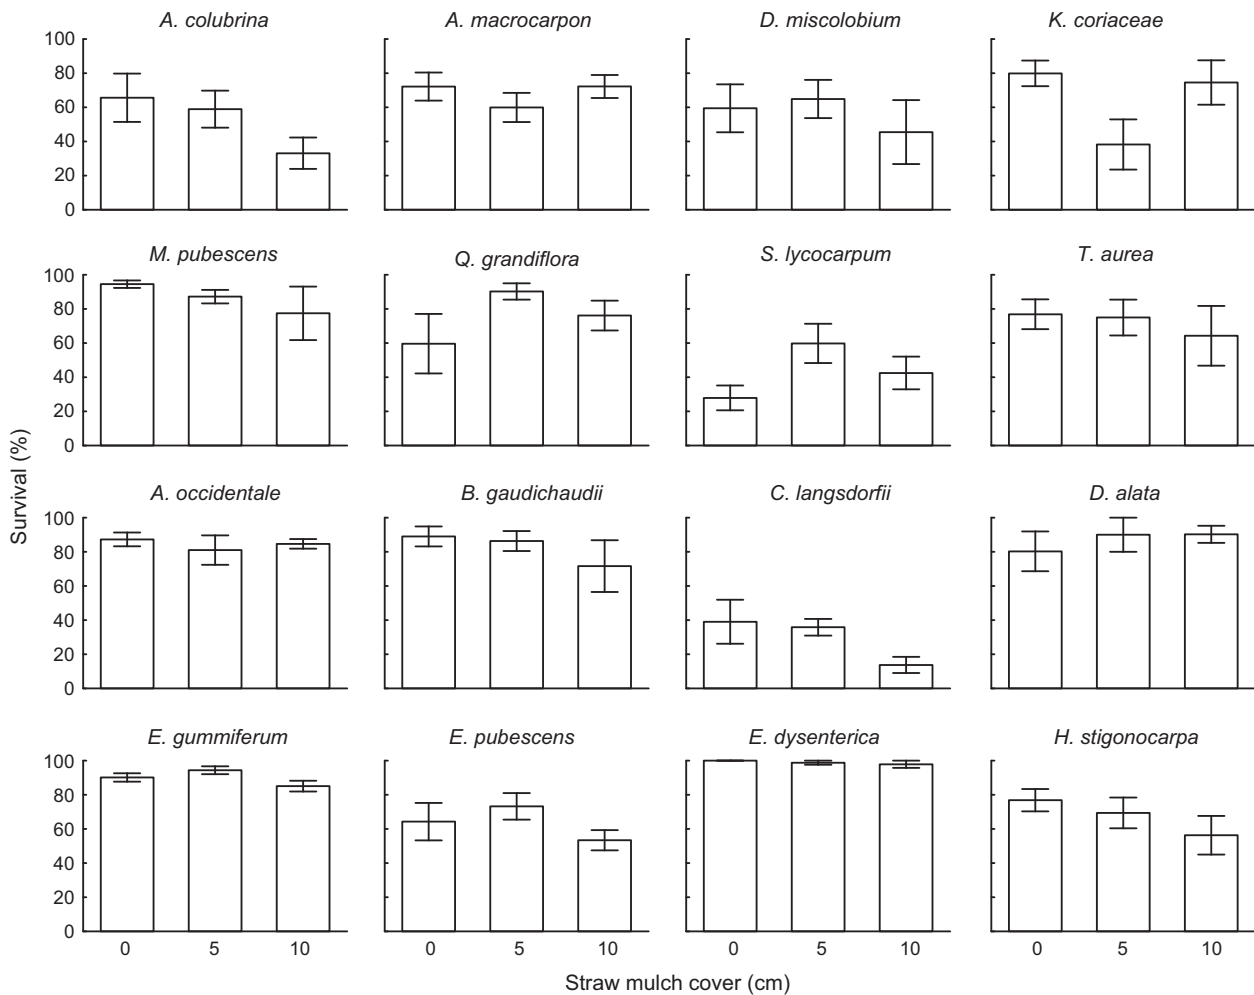 A. colubrina
A. macrocarpon
D. miscolobium
K. coriaceae
100
80
60
40
20
0
M. pubescens
Q. grandiflora
S. lycocarpum
T. aurea
100
80
60
40
20
0
Survival (%)
A. occidentale
B. gaudichaudii
C. langsdorfii
D. alata
100
80
60
40
20
0
E. gummiferum
E. pubescens
E. dysenterica
H. stigonocarpa
100
80
60
40
20
0
0 5 10
0 5 10
0 5 10
0 5 10
Straw mulch cover (cm)